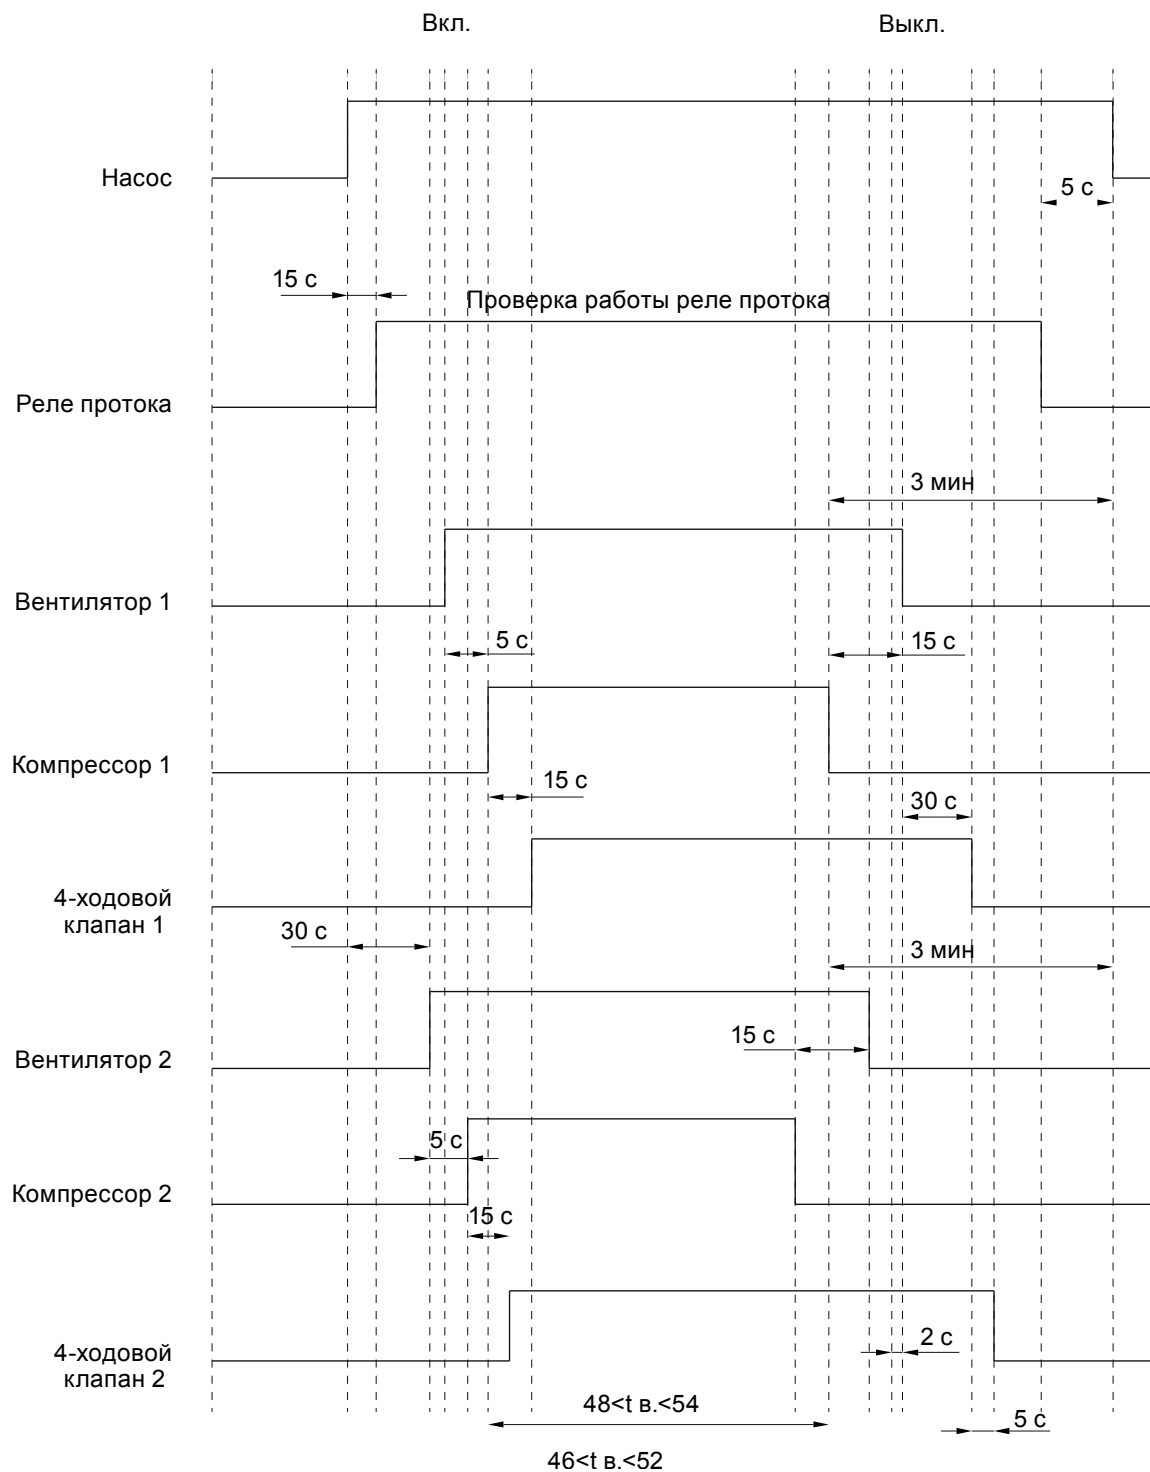 Вкл.
Выкл.
Насос
5 с
15 с
Проверка работы реле протока
Реле протока
3 мин
Вентилятор 1
5 с
15 с
Компрессор 1
15 с
30 с
4-ходовой
клапан 1
30 с
3 мин
Вентилятор 2
15 с
5 с
Компрессор 2
15 с
2 с
4-ходовой
клапан 2
48<t в.<54
5 с
46<t в.<52